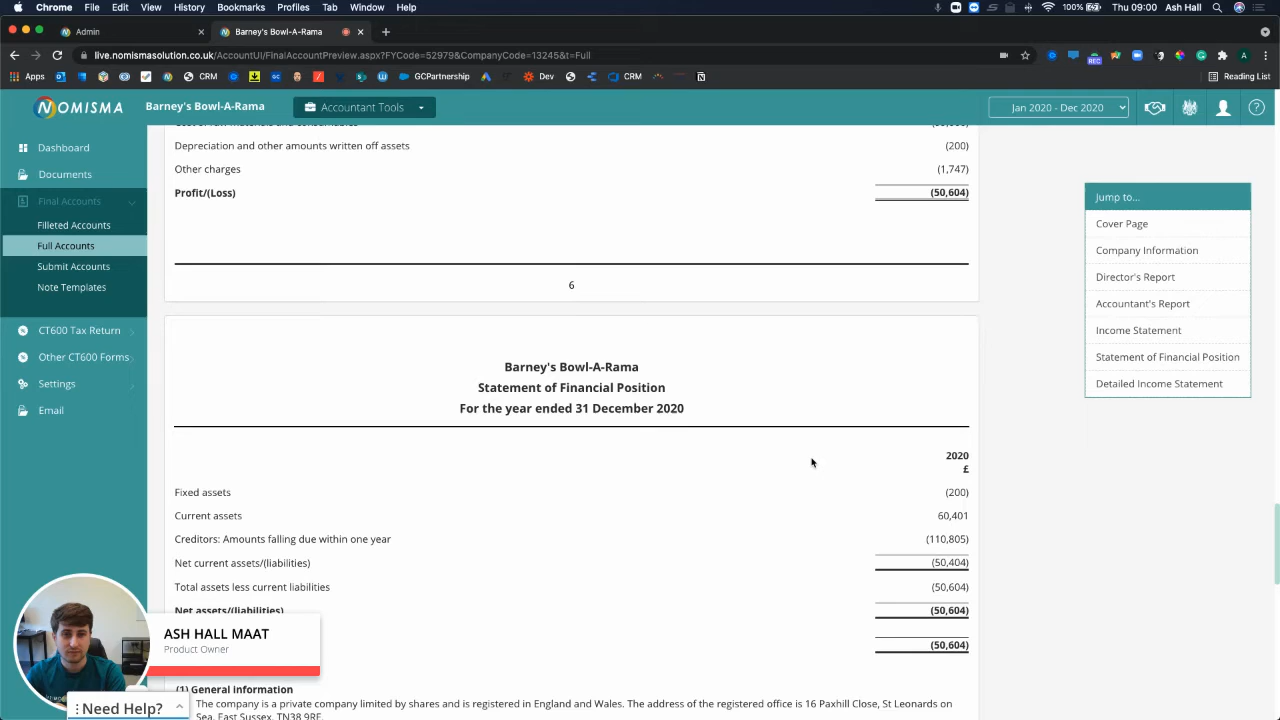 Chrome File Edit View History Bookmarks Profiles Tab Window Help 100% Thu 09:00 Ash Hall
Admin × Barney's Bowl-A-Rama × +
live.nomismasolution.co.uk/AccountUI/FinalAccountPreview.aspx?FYCode=52979&CompanyCode=13245&t=Full REC A
Apps CRM GCPartnership Dev CRM Reading List
NOMISMA Barney's Bowl-A-Rama Accountant Tools Jan 2020 - Dec 2020
Dashboard
Documents
Final Accounts
Filleted Accounts
Full Accounts
Submit Accounts
Note Templates
CT600 Tax Return
Other CT600 Forms
Settings
Email
Depreciation and other amounts written off assets (200)
Other charges (1,747)
Profit/(Loss) (50,604)
6
Barney's Bowl-A-Rama
Statement of Financial Position
For the year ended 31 December 2020
2020
£
Fixed assets (200)
Current assets 60,401
Creditors: Amounts falling due within one year (110,805)
Net current assets/(liabilities) (50,404)
Total assets less current liabilities (50,604)
Net assets/(liabilities) (50,604)
(50,604)
(1) General information
The company is a private company limited by shares and is registered in England and Wales. The address of the registered office is 16 Paxhill Close, St Leonards on
Sea, East Sussex, TN38 9RE.
Jump to...
Cover Page
Company Information
Director's Report
Accountant's Report
Income Statement
Statement of Financial Position
Detailed Income Statement
ASH HALL MAAT
Product Owner
Need Help?